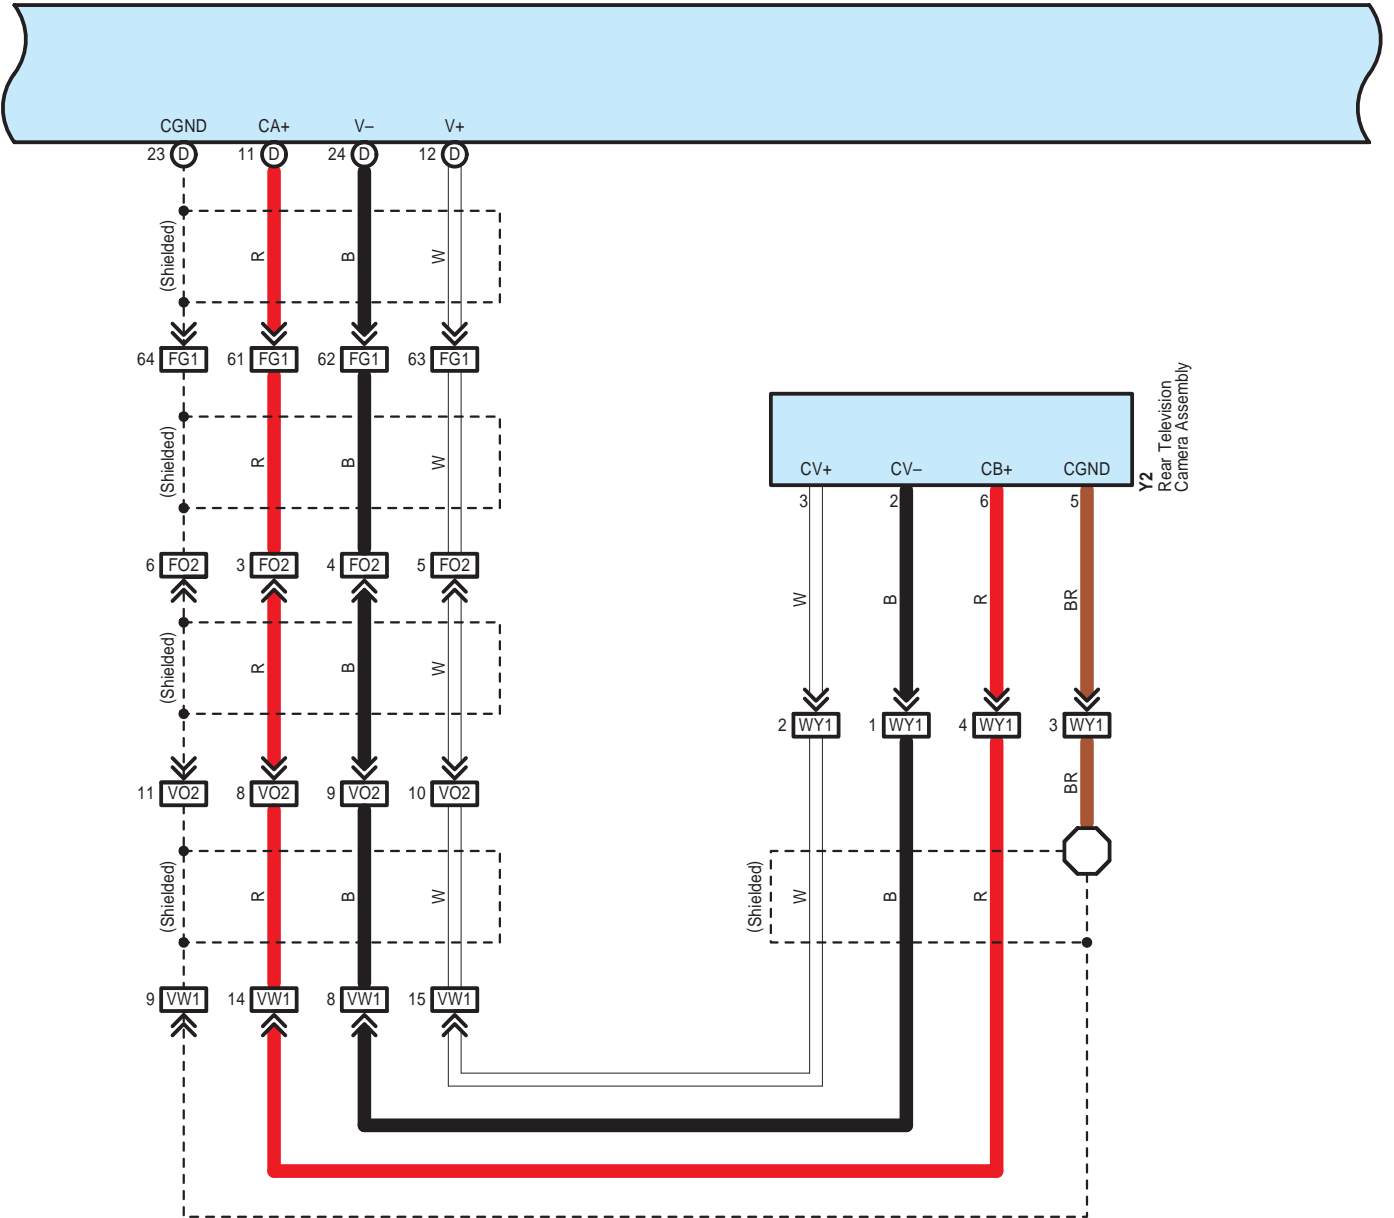 CGND CA+ V– V+
23 D 11 D 24 D 12 D
(Shielded) R B W
64 FG1 61 FG1 62 FG1 63 FG1
(Shielded) R B W
6 FO2 3 FO2 4 FO2 5 FO2
(Shielded) R B W
11 VO2 8 VO2 9 VO2 10 VO2
(Shielded) R B W
9 VW1 14 VW1 8 VW1 15 VW1
Y2
Rear Television
Camera Assembly
CV+ CV– CB+ CGND
3 2 6 5
W B R BR
2 WY1 1 WY1 4 WY1 3 WY1
BR
(Shielded) W B R